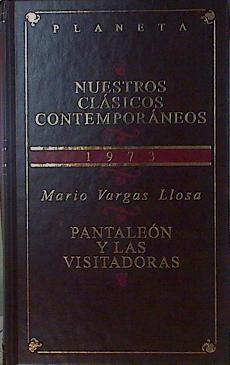 PLANETA
NUESTROS
CLÁSICOS
CONTEMPORÁNEOS
1973
Mario Vargas Llosa
PANTALEÓN
Y LAS
VISITADORAS